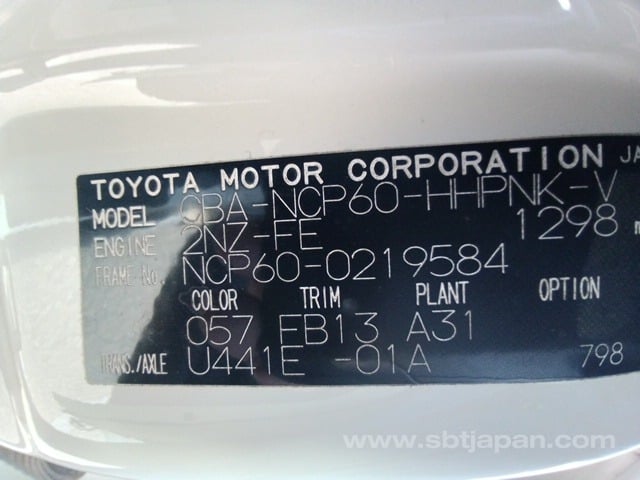 TOYOTA MOTOR CORPORATION JA
MODEL CBA-NCP60-HHPNK-V
ENGINE 2NZ-FE 1298
FRAME No. NCP60-0219584
COLOR TRIM PLANT OPTION
057 FB13 A31
TRANS./AXLE U441E -01A 798
www.sbtjapan.com